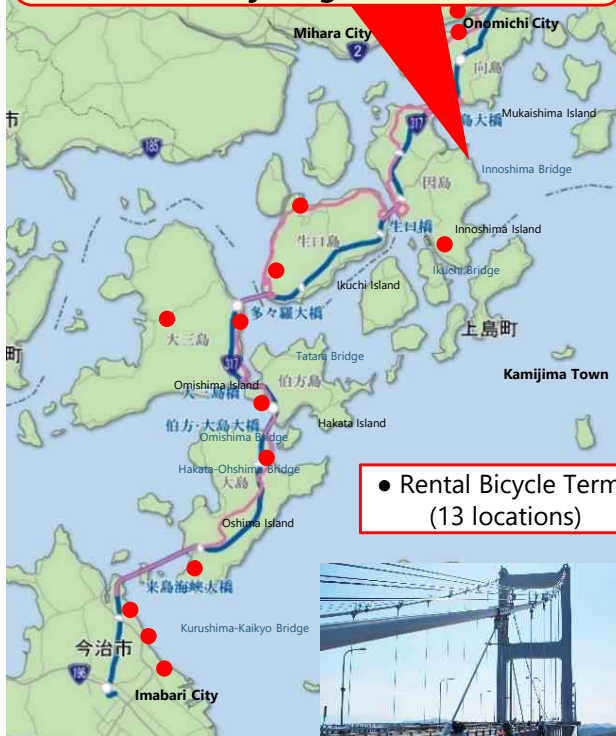 Mihara City
Onomichi City
2
向島
317
島大橋
Mukaishima Island
市
185
因島
Innoshima Bridge
生口島
生口橋
Innoshima Island
Ikuchi Bridge
Ikuchi Island
多々羅大橋
上島町
大三島
町
317
Tatara Bridge
Kamijima Town
Omishima Island
伯方島
大三島橋
Hakata Island
伯方・大島大橋
Omishima Bridge
Hakata-Ohshime Bridge
大島
● Rental Bicycle Term
(13 locations)
Oshima Island
来島海峡大橋
Kurushima-Kaikyo Bridge
今治市
196
Imabari City